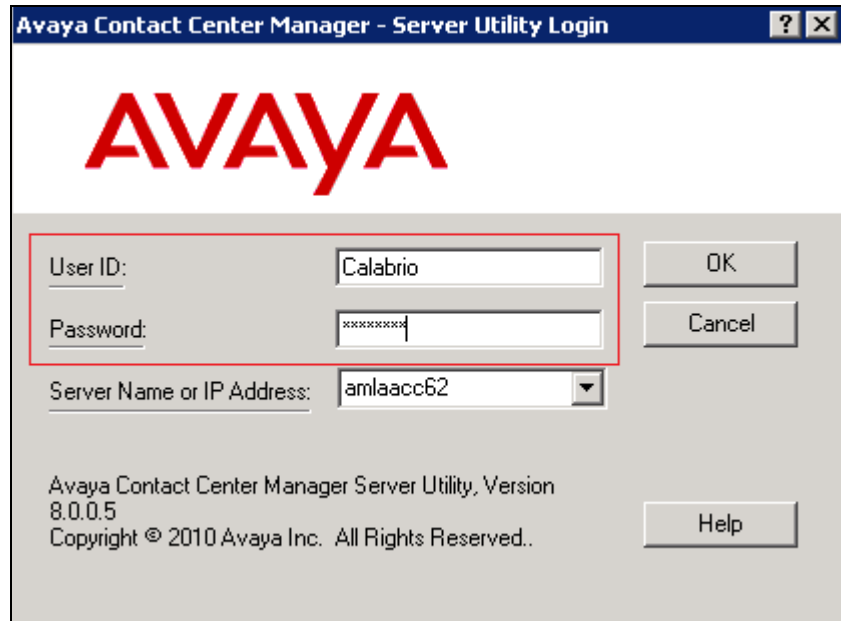 Avaya Contact Center Manager - Server Utility Login ? X
AVAYA
User ID: Calabrio OK
Password: ******** Cancel
Server Name or IP Address: amlaacc62
Avaya Contact Center Manager Server Utility, Version
8.0.0.5
Copyright © 2010 Avaya Inc. All Rights Reserved..
Help